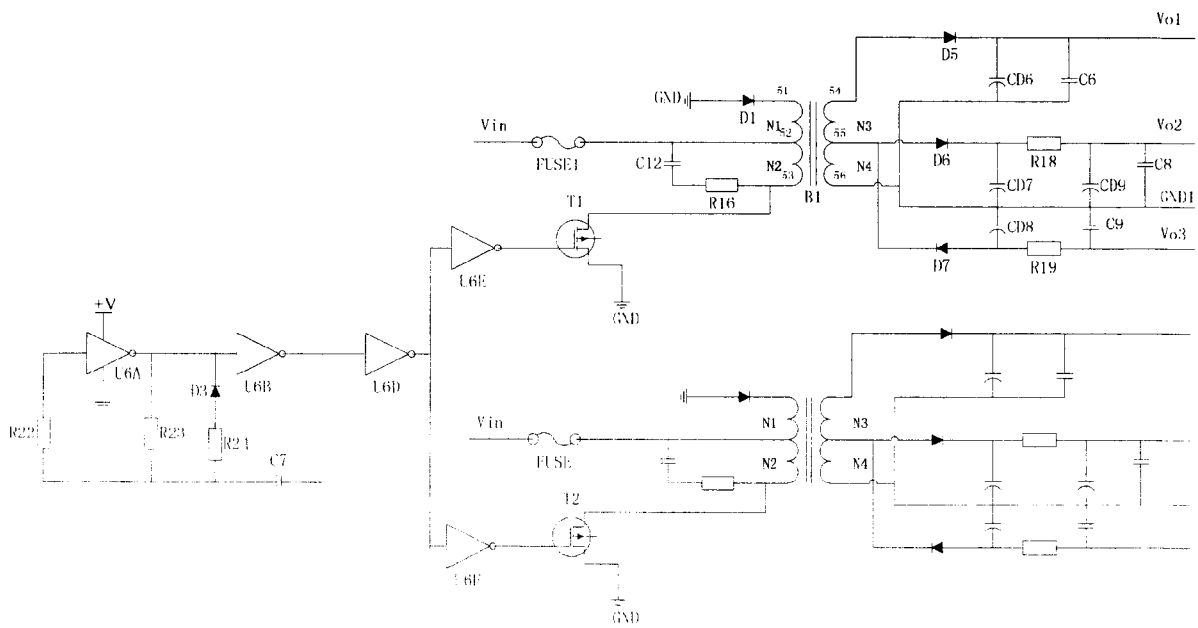 Vo1
D5
CD6
C6
51
54
GND
D1
N1
52
55
N3
Vin
FUSE1
C12
N2
53
56
N4
R16
B1
D6
R18
Vo2
CD7
CD9
C8
GND1
T1
CD8
C9
Vo3
D7
R19
U6E
GND
+V
U6A
U6B
U6D
D3
R22
R23
R24
C7
N1
N3
Vin
FUSE
N2
N4
T2
U6F
GND